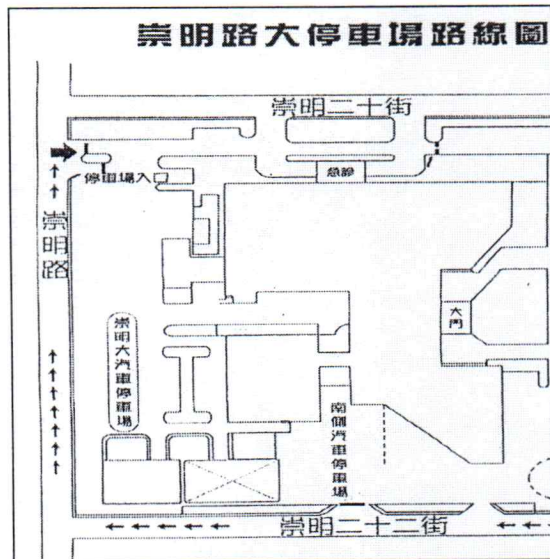 崇明路大停車場路線圖
崇明二十街
急診
停車場入口
崇明路
大門
崇明大汽車停車場
南側汽車停車場
崇明二十二街